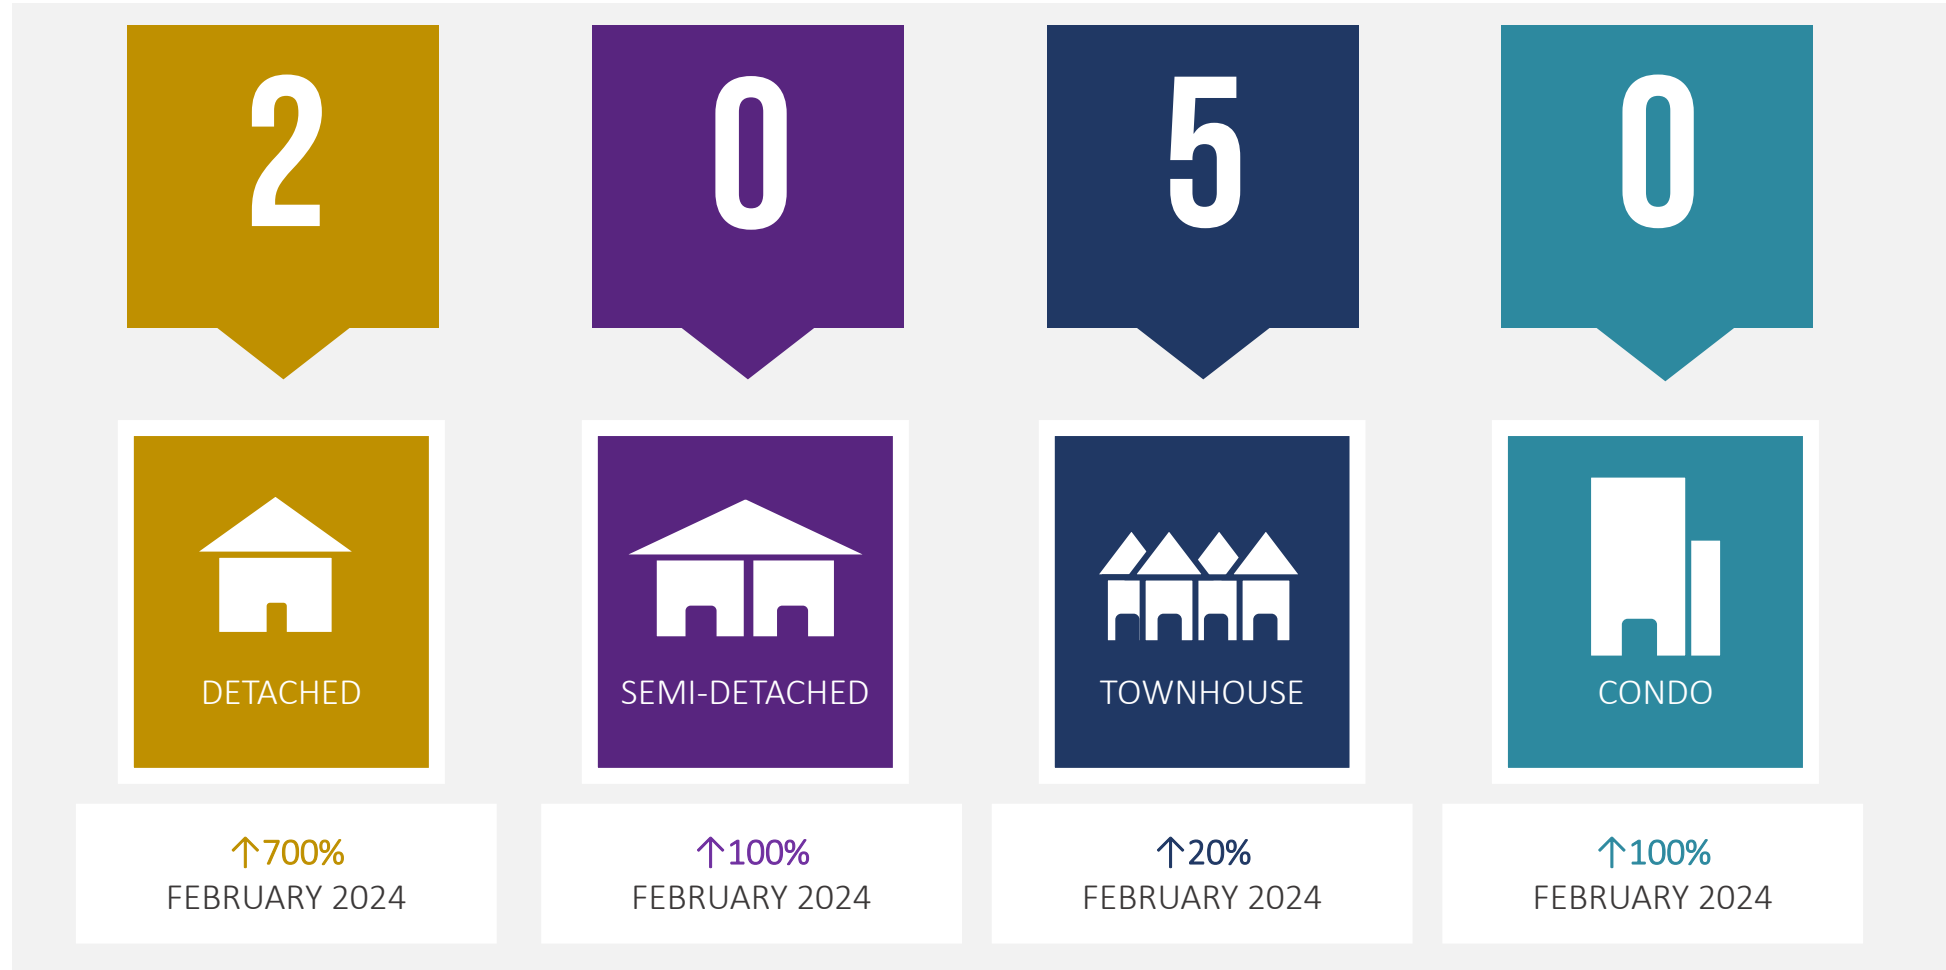 2
0
5
0
DETACHED
SEMI-DETACHED
TOWNHOUSE
CONDO
↑700%
FEBRUARY 2024
↑100%
FEBRUARY 2024
↑20%
FEBRUARY 2024
↑100%
FEBRUARY 2024